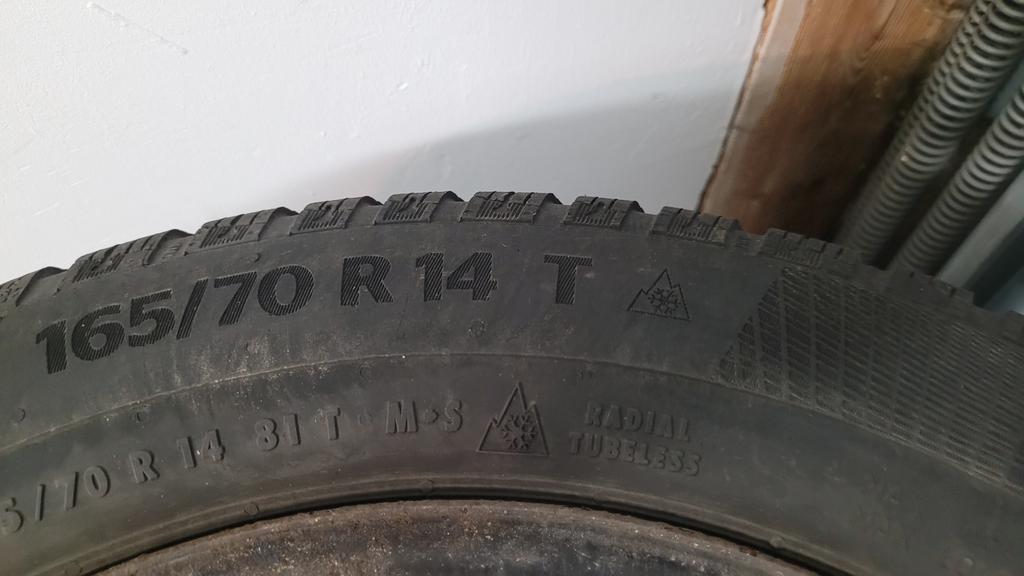 165/70 R 14 T
5/70 R 14 81 T · M+S
RADIAL
TUBELESS